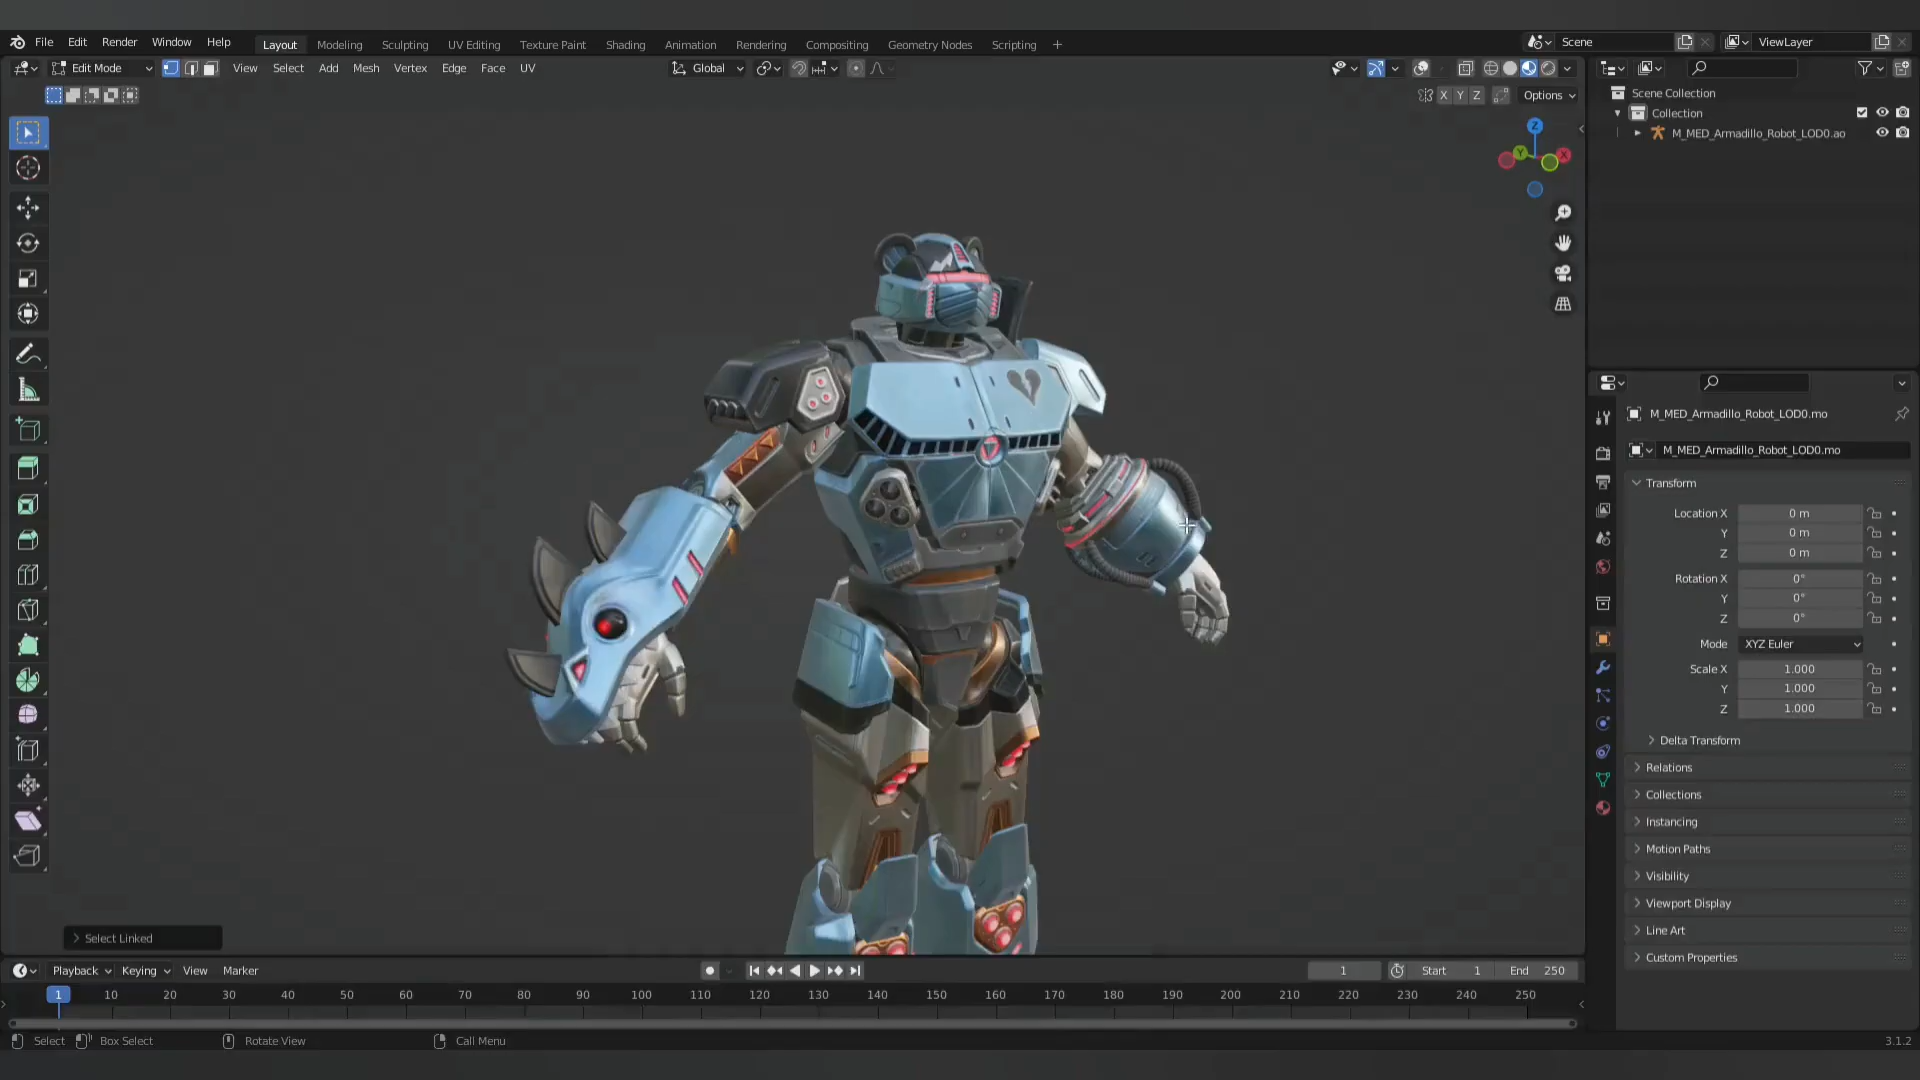 File Edit Render Window Help Layout Modeling Sculpting UV Editing Texture Paint Shading Animation Rendering Compositing Geometry Nodes Scripting + Scene ViewLayer
Edit Mode View Select Add Mesh Vertex Edge Face UV Global
X Y Z Options
Scene Collection
Collection
M_MED_Armadillo_Robot_LOD0.ao
Z
Y
X
M_MED_Armadillo_Robot_LOD0.mo
M_MED_Armadillo_Robot_LOD0.mo
Transform
Location X 0 m
Y 0 m
Z 0 m
Rotation X 0°
Y 0°
Z 0°
Mode XYZ Euler
Scale X 1.000
Y 1.000
Z 1.000
Delta Transform
Relations
Collections
Instancing
Motion Paths
Visibility
Viewport Display
Line Art
Custom Properties
Select Linked
Playback Keying View Marker 1 Start 1 End 250
1 10 20 30 40 50 60 70 80 90 100 110 120 130 140 150 160 170 180 190 200 210 220 230 240 250
Select Box Select Rotate View Call Menu 3.1.2